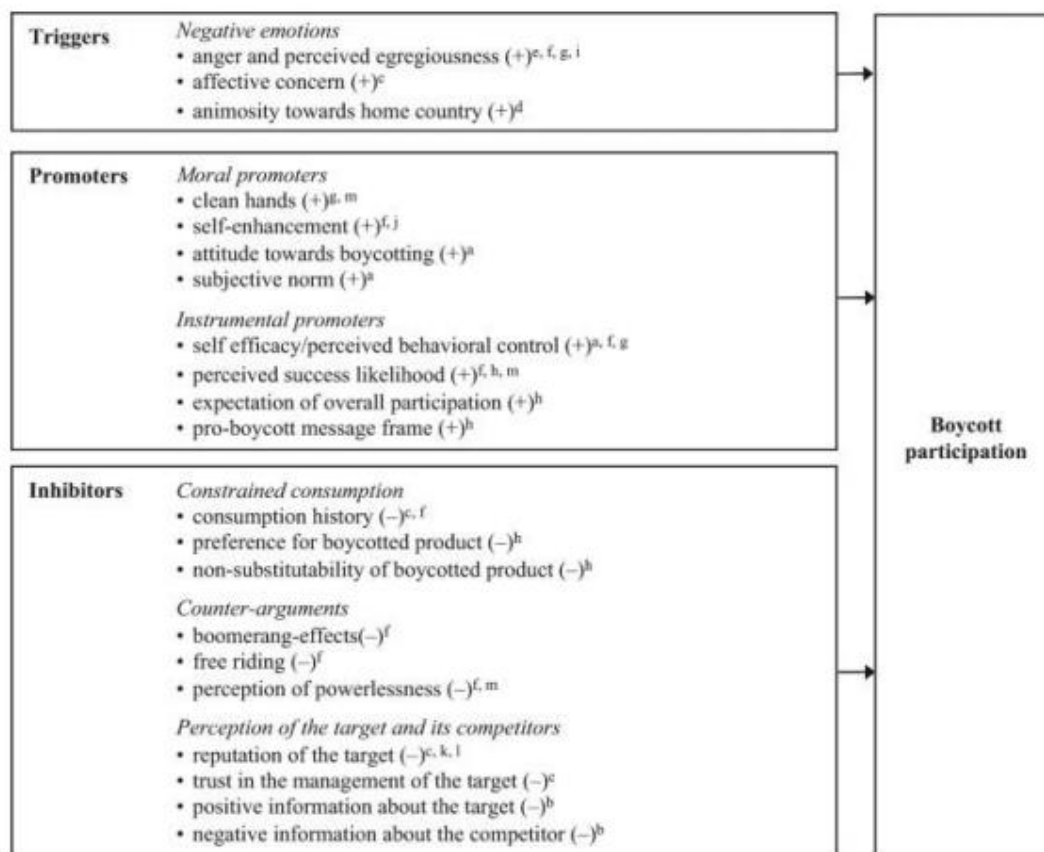 Triggers
Negative emotions
• anger and perceived egregiousness (+)e, f, g, i
• affective concern (+)c
• animosity towards home country (+)d
Promoters
Moral promoters
• clean hands (+)g, m
• self-enhancement (+)f, j
• attitude towards boycotting (+)a
• subjective norm (+)a
Instrumental promoters
• self efficacy/perceived behavioral control (+)a, f, g
• perceived success likelihood (+)f, h, m
• expectation of overall participation (+)h
• pro-boycott message frame (+)h
Inhibitors
Constrained consumption
• consumption history (–)c, f
• preference for boycotted product (–)h
• non-substitutability of boycotted product (–)h
Counter-arguments
• boomerang-effects(–)f
• free riding (–)f
• perception of powerlessness (–)f, m
Perception of the target and its competitors
• reputation of the target (–)c, k, l
• trust in the management of the target (–)c
• positive information about the target (–)b
• negative information about the competitor (–)b
Boycott
participation